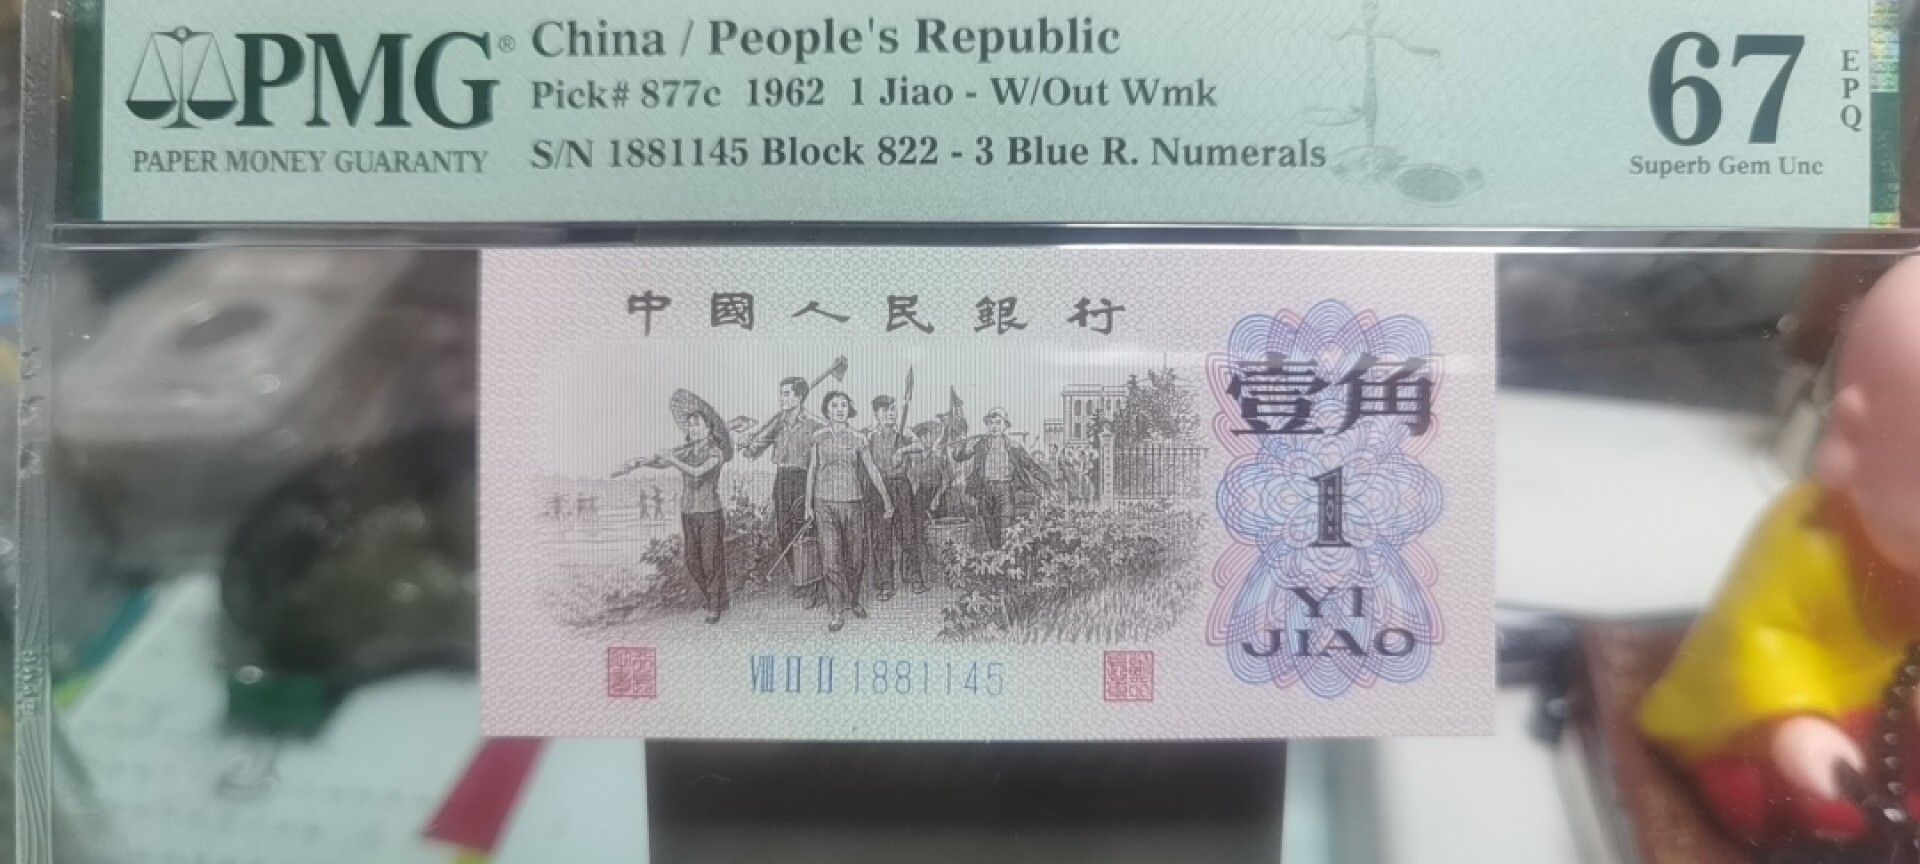 PMG® China / People's Republic
Pick# 877c 1962 1 Jiao - W/Out Wmk
S/N 1881145 Block 822 - 3 Blue R. Numerals
PAPER MONEY GUARANTY
67
EPQ
Superb Gem Unc
中國人民銀行
壹角
1
YI
JIAO
VIII II II 1881145